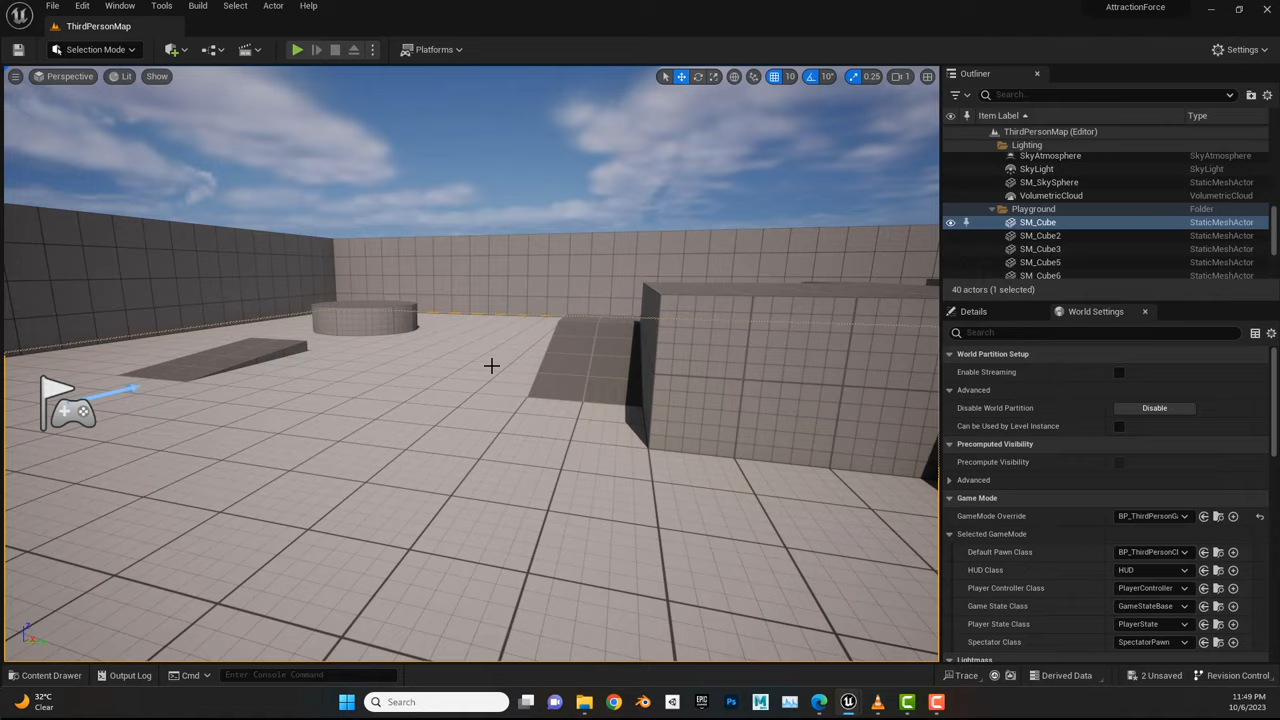 File Edit Window Tools Build Select Actor Help
AttractionForce
ThirdPersonMap
Selection Mode
Platforms
Settings
Perspective Lit Show
10 10° 0.25 1
Outliner
Search...
Item Label Type
ThirdPersonMap (Editor)
Lighting
SkyAtmosphere SkyAtmosphere
SkyLight SkyLight
SM_SkySphere StaticMeshActor
VolumetricCloud VolumetricCloud
Playground Folder
SM_Cube StaticMeshActor
SM_Cube2 StaticMeshActor
SM_Cube3 StaticMeshActor
SM_Cube5 StaticMeshActor
SM_Cube6 StaticMeshActor
40 actors (1 selected)
Details World Settings
Search
World Partition Setup
Enable Streaming
Advanced
Disable World Partition Disable
Can be Used by Level Instance
Precomputed Visibility
Precompute Visibility
Advanced
Game Mode
GameMode Override BP_ThirdPersonG
Selected GameMode
Default Pawn Class BP_ThirdPersonCl
HUD Class HUD
Player Controller Class PlayerController
Game State Class GameStateBase
Player State Class PlayerState
Spectator Class SpectatorPawn
Lightmass
Content Drawer Output Log Cmd Enter Console Command
Trace Derived Data 2 Unsaved Revision Control
32°C
Clear
Search
11:49 PM
10/6/2023